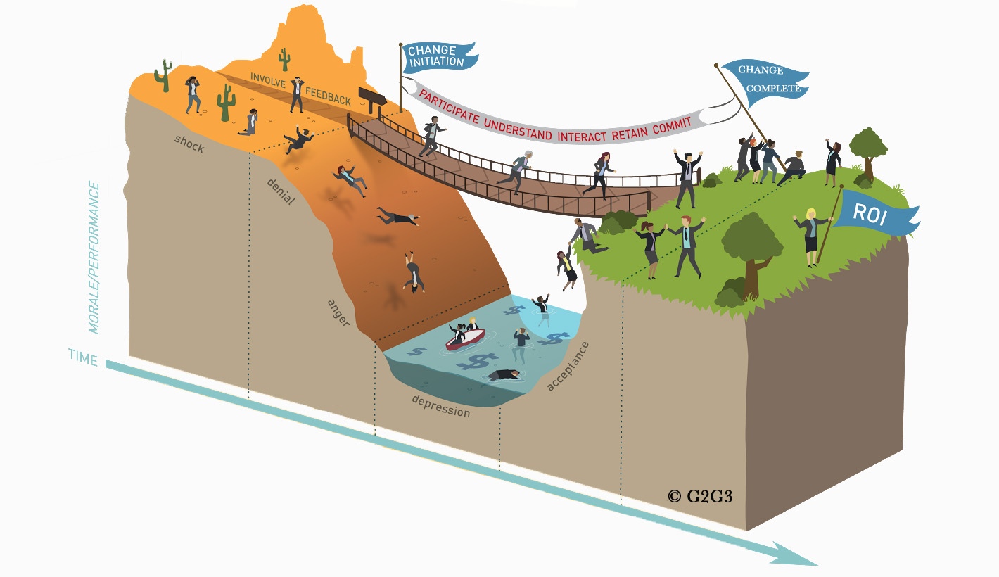 CHANGE
INITIATION
CHANGE
COMPLETE
INVOLVE
FEEDBACK
PARTICIPATE UNDERSTAND INTERACT RETAIN COMMIT
ROI
shock
denial
anger
depression
acceptance
$
$
$
$
MORALE/PERFORMANCE
TIME
© G2G3